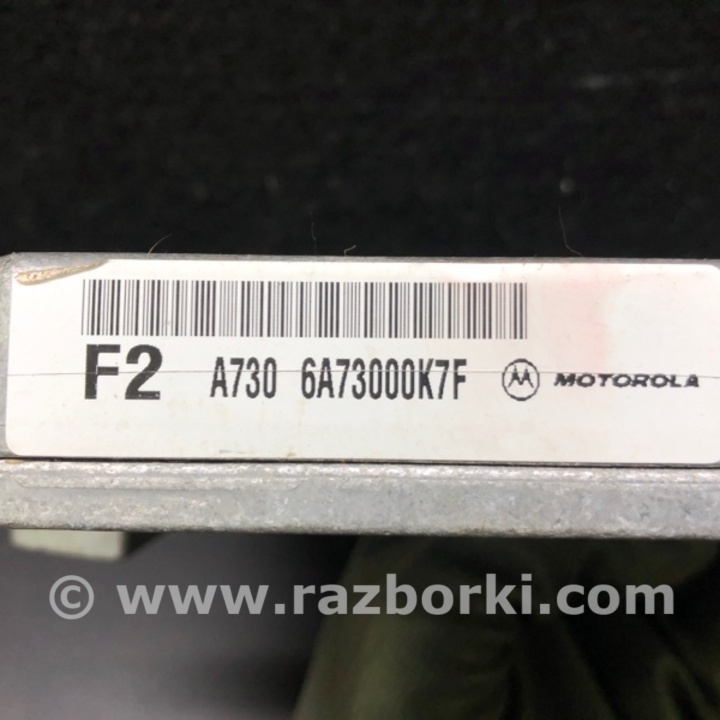 F2 A730 6A73000K7F MOTOROLA
© www.razborki.com